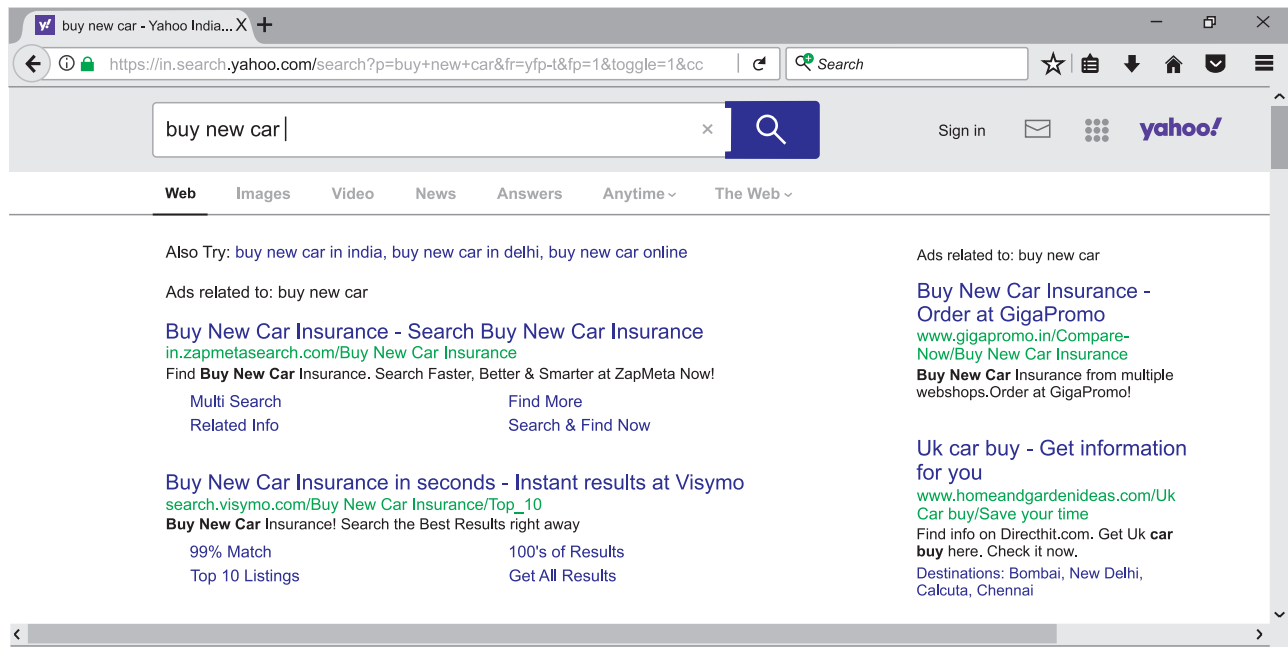 buy new car - Yahoo India... X +
https://in.search.yahoo.com/search?p=buy+new+car&fr=yfp-t&fp=1&toggle=1&cc
Search
buy new car
Sign in
yahoo!
Web Images Video News Answers Anytime The Web
Also Try: buy new car in india, buy new car in delhi, buy new car online
Ads related to: buy new car
Buy New Car Insurance - Search Buy New Car Insurance
in.zapmetasearch.com/Buy New Car Insurance
Find Buy New Car Insurance. Search Faster, Better & Smarter at ZapMeta Now!
Multi Search Find More
Related Info Search & Find Now
Buy New Car Insurance in seconds - Instant results at Visymo
search.visymo.com/Buy New Car Insurance/Top_10
Buy New Car Insurance! Search the Best Results right away
99% Match 100's of Results
Top 10 Listings Get All Results
Ads related to: buy new car
Buy New Car Insurance -
Order at GigaPromo
www.gigapromo.in/Compare-
Now/Buy New Car Insurance
Buy New Car Insurance from multiple
webshops.Order at GigaPromo!
Uk car buy - Get information
for you
www.homeandgardenideas.com/Uk
Car buy/Save your time
Find info on Directhit.com. Get Uk car
buy here. Check it now.
Destinations: Bombai, New Delhi,
Calcuta, Chennai